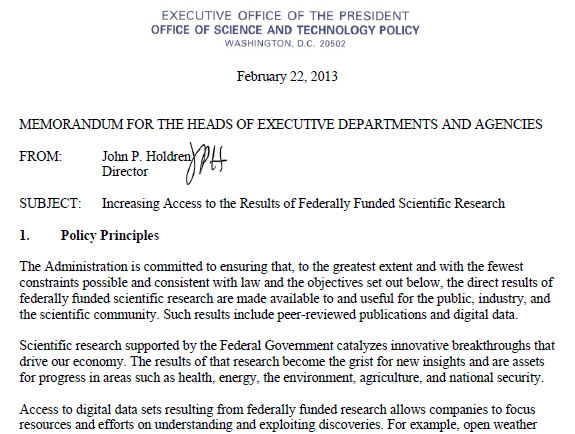 EXECUTIVE OFFICE OF THE PRESIDENT
OFFICE OF SCIENCE AND TECHNOLOGY POLICY
WASHINGTON, D.C. 20502
February 22, 2013
MEMORANDUM FOR THE HEADS OF EXECUTIVE DEPARTMENTS AND AGENCIES
FROM: John P. Holdren JPH
Director
SUBJECT: Increasing Access to the Results of Federally Funded Scientific Research
1. Policy Principles
The Administration is committed to ensuring that, to the greatest extent and with the fewest
constraints possible and consistent with law and the objectives set out below, the direct results of
federally funded scientific research are made available to and useful for the public, industry, and
the scientific community. Such results include peer-reviewed publications and digital data.
Scientific research supported by the Federal Government catalyzes innovative breakthroughs that
drive our economy. The results of that research become the grist for new insights and are assets
for progress in areas such as health, energy, the environment, agriculture, and national security.
Access to digital data sets resulting from federally funded research allows companies to focus
resources and efforts on understanding and exploiting discoveries. For example, open weather